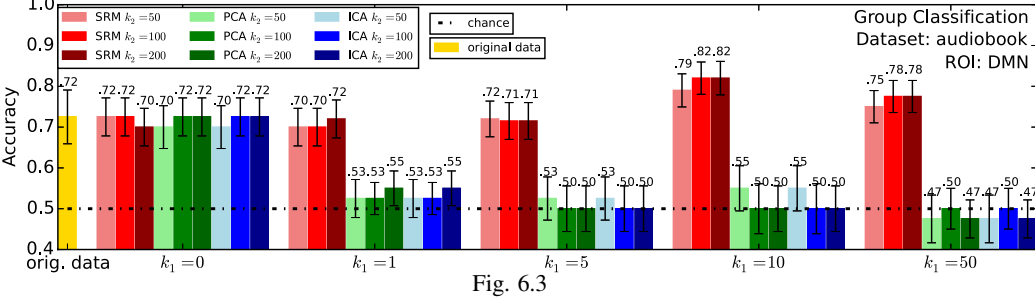 1.0
0.9
0.8
0.7
0.6
0.5
0.4
Accuracy
SRM k₂ =50
SRM k₂ =100
SRM k₂ =200
PCA k₂ =50
PCA k₂ =100
PCA k₂ =200
ICA k₂ =50
ICA k₂ =100
ICA k₂ =200
chance
original data
Group Classification
Dataset: audiobook
ROI: DMN
.72
.72 .72 .70 .70 .72 .72 .70 .72 .72
.70 .70 .72 .53 .53 .55 .53 .53 .55
.72 .71 .71 .53 .50 .50 .53 .50 .50
.79 .82 .82 .55 .50 .50 .55 .50 .50
.75 .78 .78 .47 .50 .47 .47 .50 .47
orig. data k₁ =0 k₁ =1 k₁ =5 k₁ =10 k₁ =50
Fig. 6.3